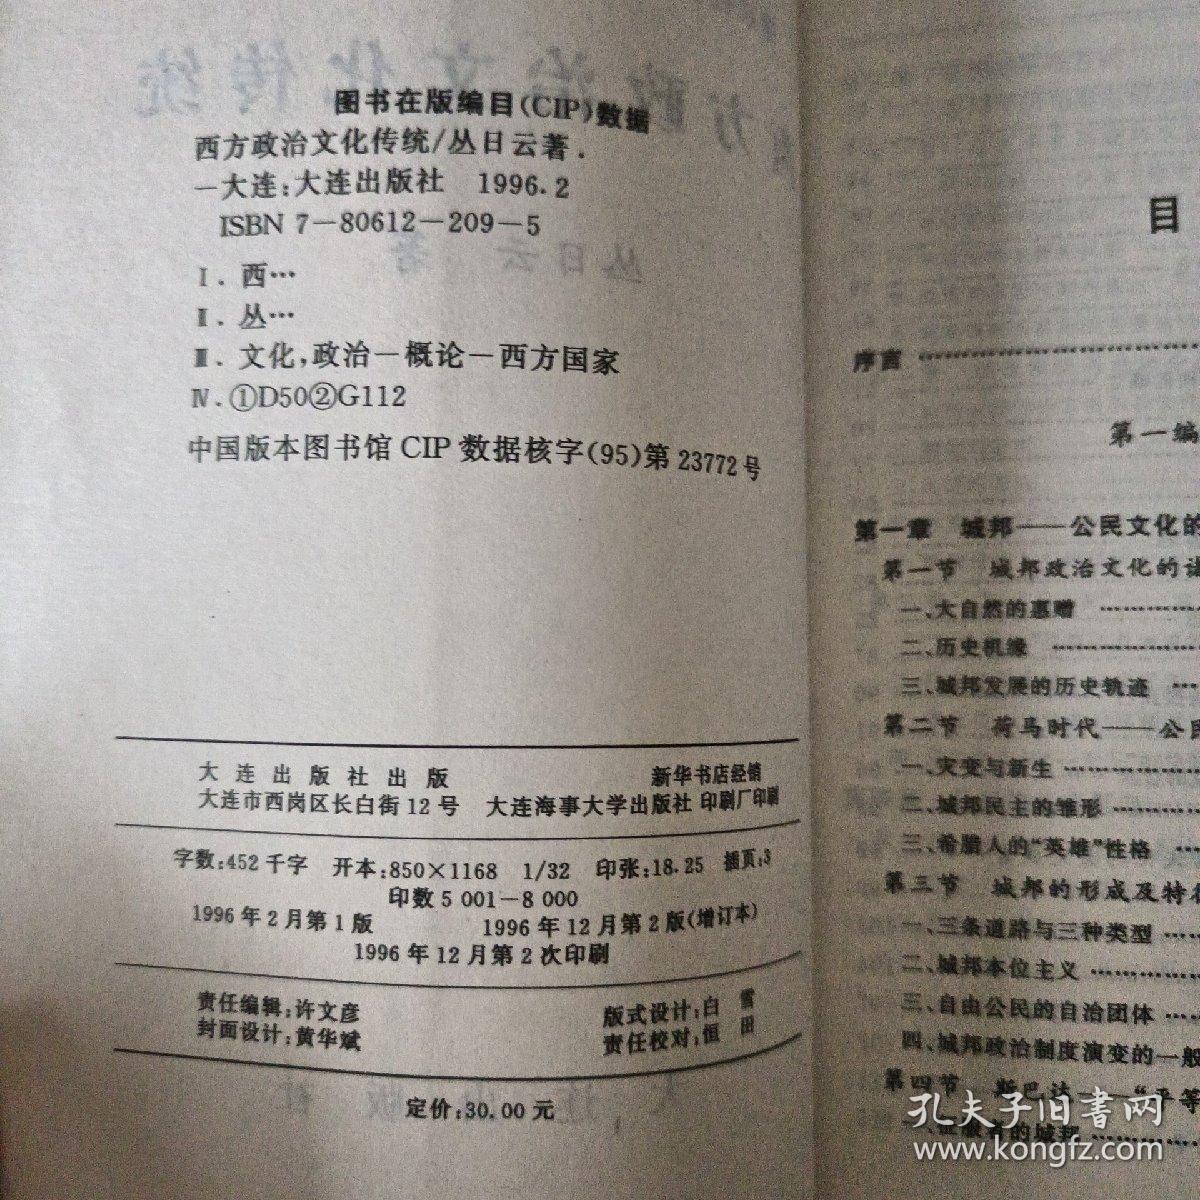 图书在版编目(CIP)数据
西方政治文化传统/丛日云著.
—大连:大连出版社 1996.2
ISBN 7—80612—209—5
Ⅰ.西…
Ⅱ.丛…
Ⅲ.文化,政治—概论—西方国家
Ⅳ.①D50②G112
中国版本图书馆 CIP 数据核字(95)第 23772号
大连出版社出版 新华书店经销
大连市西岗区长白街12号 大连海事大学出版社 印刷厂印刷
字数:452千字 开本:850×1168 1/32 印张:18.25 插页:3
印数 5 001—8 000
1996年2月第1版 1996年12月第2版(增订本)
1996年12月第2次印刷
责任编辑:许文彦 版式设计:白 雪
封面设计:黄华斌 责任校对:恒 田
定价:30.00元
目
序言
第一编
第一章 城邦——公民文化的
第一节 城邦政治文化的
一、大自然的惠赠
二、历史机缘
三、城邦发展的历史轨迹
第二节 荷马时代——公民
一、灾变与新生
二、城邦民主的雏形
三、希腊人的“英雄”性格
第三节 城邦的形成及特
一、三条道路与三种类型
二、城邦本位主义
三、自由公民的自治团体
四、城邦政治制度演变的一般
第四节 斯巴达——“平等
一、征服者的城邦
孔夫子旧书网
www.kongfz.com